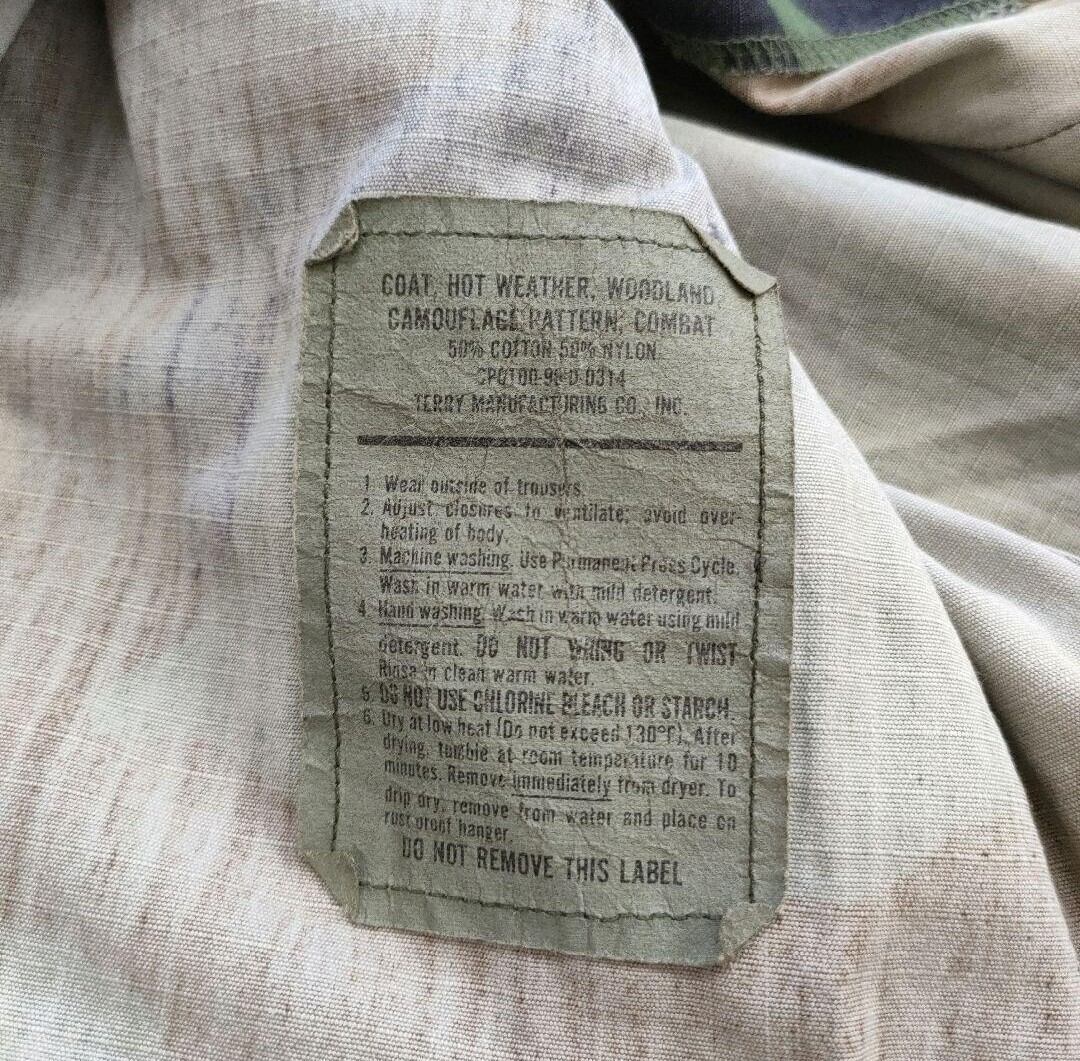 COAT, HOT WEATHER, WOODLAND
CAMOUFLAGE PATTERN, COMBAT
50% COTTON 50% NYLON
0314
TERRY MANUFACTURING CO., INC.
1. Wear outside of trousers.
2. Adjust closures to ventilate; avoid over-
heating of body.
3. Machine washing. Use Permanent Press Cycle.
Wash in warm water with mild detergent.
4. Hand washing. Wash in warm water using mild
detergent. DO NOT WRING OR TWIST
Rinse in clean warm water.
5. DO NOT USE CHLORINE BLEACH OR STARCH.
6. Dry at low heat (Do not exceed 130°F). After
drying, tumble at room temperature for 10
minutes. Remove immediately from dryer. To
drip dry, remove from water and place on
rust proof hanger.
DO NOT REMOVE THIS LABEL